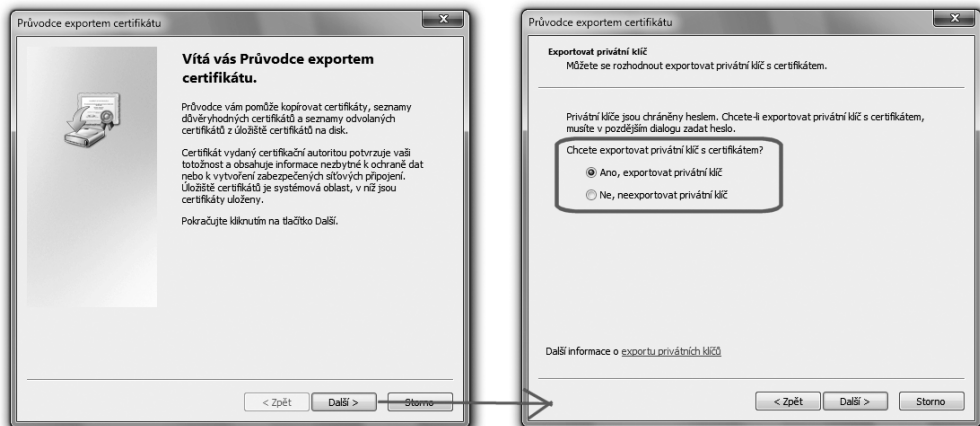 Průvodce exportem certifikátu
Vítá vás Průvodce exportem
certifikátu.
Průvodce vám pomůže kopírovat certifikáty, seznamy
důvěryhodných certifikátů a seznamy odvolaných
certifikátů z úložiště certifikátů na disk.
Certifikát vydaný certifikační autoritou potvrzuje vaši
totožnost a obsahuje informace nezbytné k ochraně dat
nebo k vytvoření zabezpečených síťových připojení.
Úložiště certifikátů je systémová oblast, v níž jsou
certifikáty uloženy.
Pokračujte kliknutím na tlačítko Další.
< Zpět
Další >
Storno
Průvodce exportem certifikátu
Exportovat privátní klíč
Můžete se rozhodnout exportovat privátní klíč s certifikátem.
Privátní klíče jsou chráněny heslem. Chcete-li exportovat privátní klíč s certifikátem,
musíte v pozdějším dialogu zadat heslo.
Chcete exportovat privátní klíč s certifikátem?
Ano, exportovat privátní klíč
Ne, neexportovat privátní klíč
Další informace o exportu privátních klíčů
< Zpět
Další >
Storno